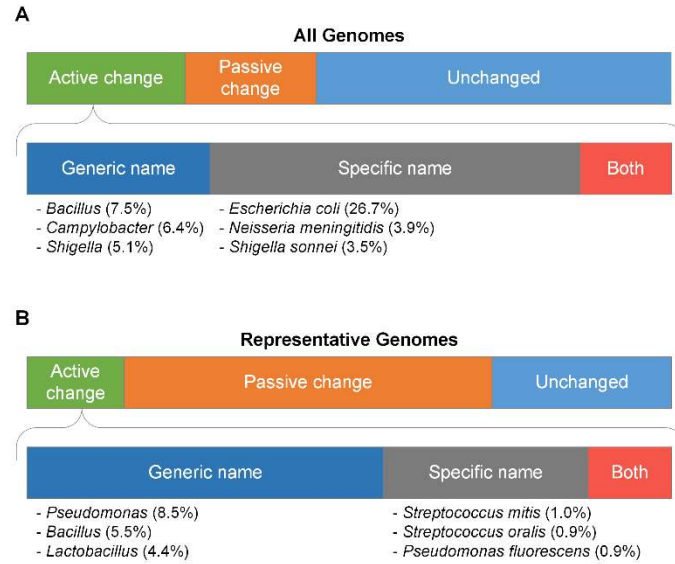 A
All Genomes
Active change
Passive
change
Unchanged
Generic name
Specific name
Both
- Bacillus (7.5%)
- Campylobacter (6.4%)
- Shigella (5.1%)
- Escherichia coli (26.7%)
- Neisseria meningitidis (3.9%)
- Shigella sonnei (3.5%)
B
Representative Genomes
Active
change
Passive change
Unchanged
Generic name
Specific name
Both
- Pseudomonas (8.5%)
- Bacillus (5.5%)
- Lactobacillus (4.4%)
- Streptococcus mitis (1.0%)
- Streptococcus oralis (0.9%)
- Pseudomonas fluorescens (0.9%)